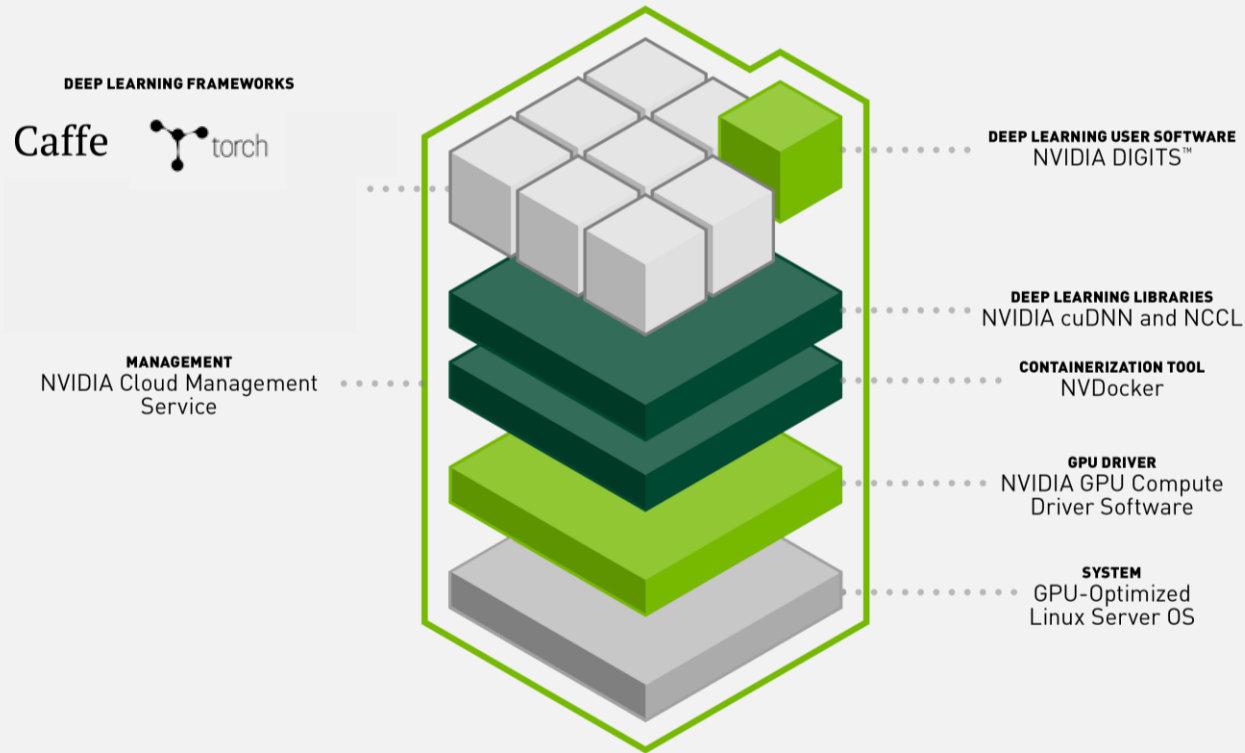 DEEP LEARNING FRAMEWORKS
Caffe
torch
MANAGEMENT
NVIDIA Cloud Management
Service
DEEP LEARNING USER SOFTWARE
NVIDIA DIGITS™
DEEP LEARNING LIBRARIES
NVIDIA cuDNN and NCCL
CONTAINERIZATION TOOL
NVDocker
GPU DRIVER
NVIDIA GPU Compute
Driver Software
SYSTEM
GPU-Optimized
Linux Server OS